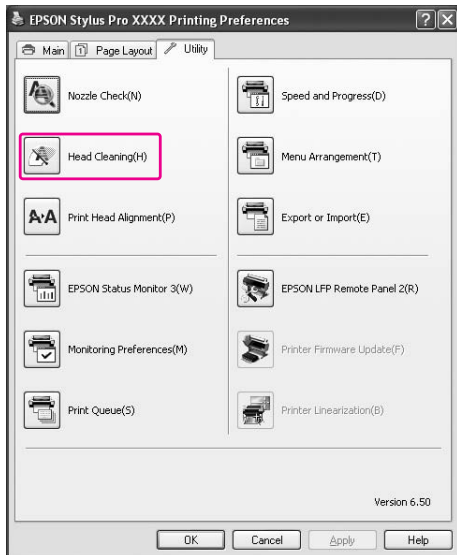 EPSON Stylus Pro XXXX Printing Preferences
Main
Page Layout
Utility
Nozzle Check(N)
Speed and Progress(D)
Head Cleaning(H)
Menu Arrangement(T)
Print Head Alignment(P)
Export or Import(E)
EPSON Status Monitor 3(W)
EPSON LFP Remote Panel 2(R)
Monitoring Preferences(M)
Printer Firmware Update(F)
Print Queue(S)
Printer Linearization(B)
Version 6.50
OK
Cancel
Apply
Help